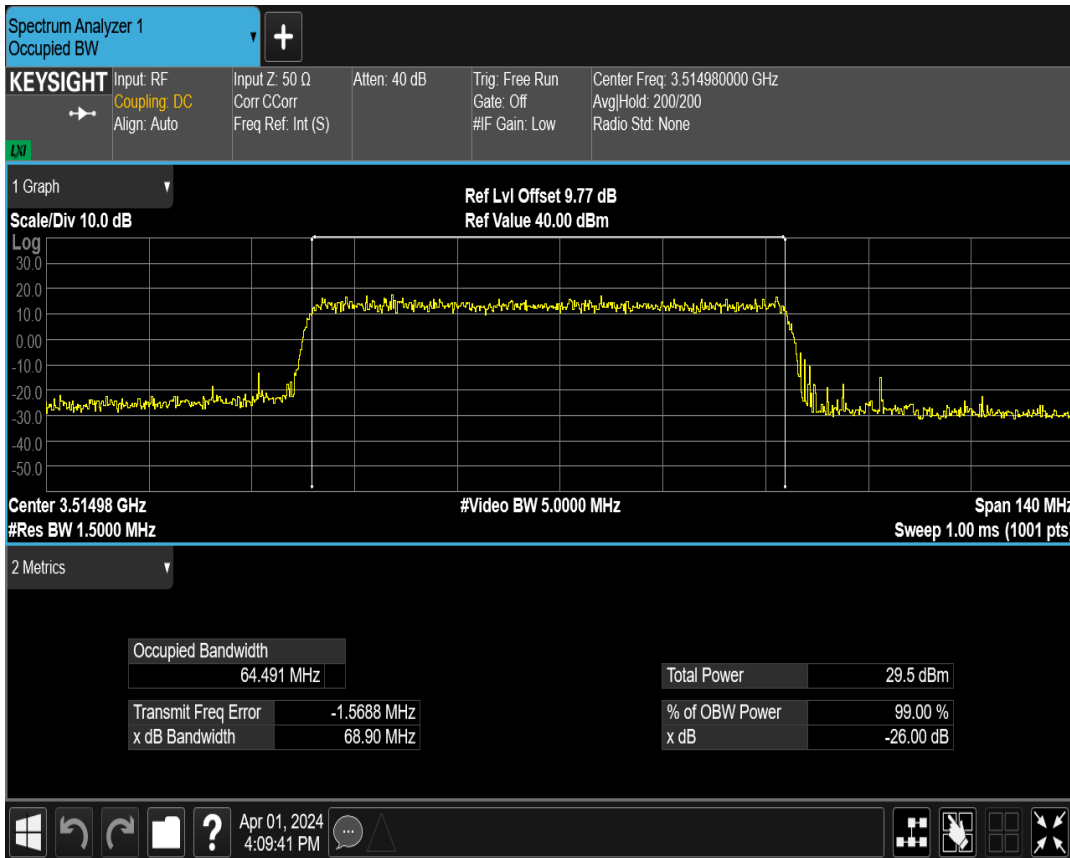 Spectrum Analyzer 1
Occupied BW
+
KEYSIGHT
LXI
Input: RF
Coupling: DC
Align: Auto
Input Z: 50 Ω
Corr CCorr
Freq Ref: Int (S)
Atten: 40 dB
Trig: Free Run
Gate: Off
#IF Gain: Low
Center Freq: 3.514980000 GHz
Avg|Hold: 200/200
Radio Std: None
1 Graph
Scale/Div 10.0 dB
Ref Lvl Offset 9.77 dB
Ref Value 40.00 dBm
Log
30.0
20.0
10.0
0.00
-10.0
-20.0
-30.0
-40.0
-50.0
Center 3.51498 GHz
#Video BW 5.0000 MHz
Span 140 MHz
#Res BW 1.5000 MHz
Sweep 1.00 ms (1001 pts)
2 Metrics
Occupied Bandwidth
64.491 MHz
Total Power 29.5 dBm
Transmit Freq Error -1.5688 MHz
% of OBW Power 99.00 %
x dB Bandwidth 68.90 MHz
x dB -26.00 dB
?
Apr 01, 2024
4:09:41 PM